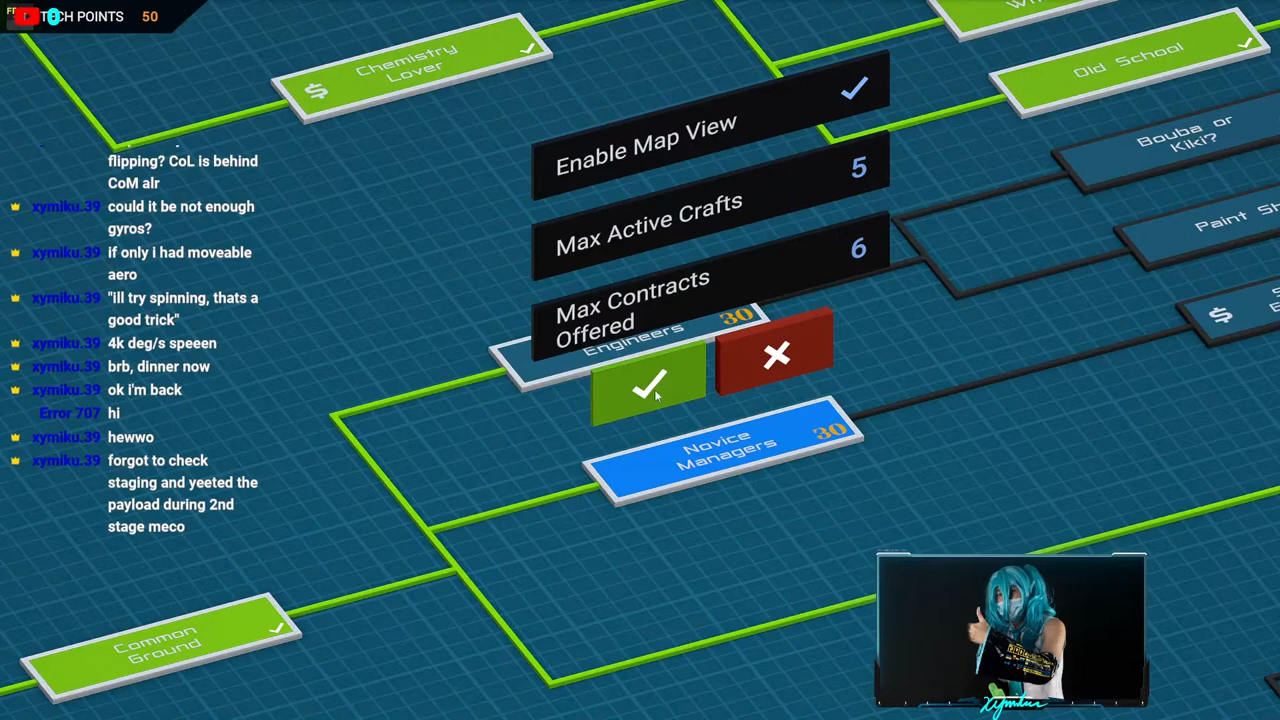 TECH POINTS 50
Chemistry
Lover
Old School
Bouba or
Kiki?
Enable Map View
Max Active Crafts 5
Max Contracts
Offered 6
Engineers 30
Novice
Managers 30
Common
Ground
flipping? CoL is behind
CoM alr
xymiku.39 could it be not enough
gyros?
xymiku.39 if only i had moveable
aero
xymiku.39 "ill try spinning, thats a
good trick"
xymiku.39 4k deg/s speeen
xymiku.39 brb, dinner now
xymiku.39 ok i'm back
Error 707 hi
xymiku.39 hewwo
xymiku.39 forgot to check
staging and yeeted the
payload during 2nd
stage meco
Paint